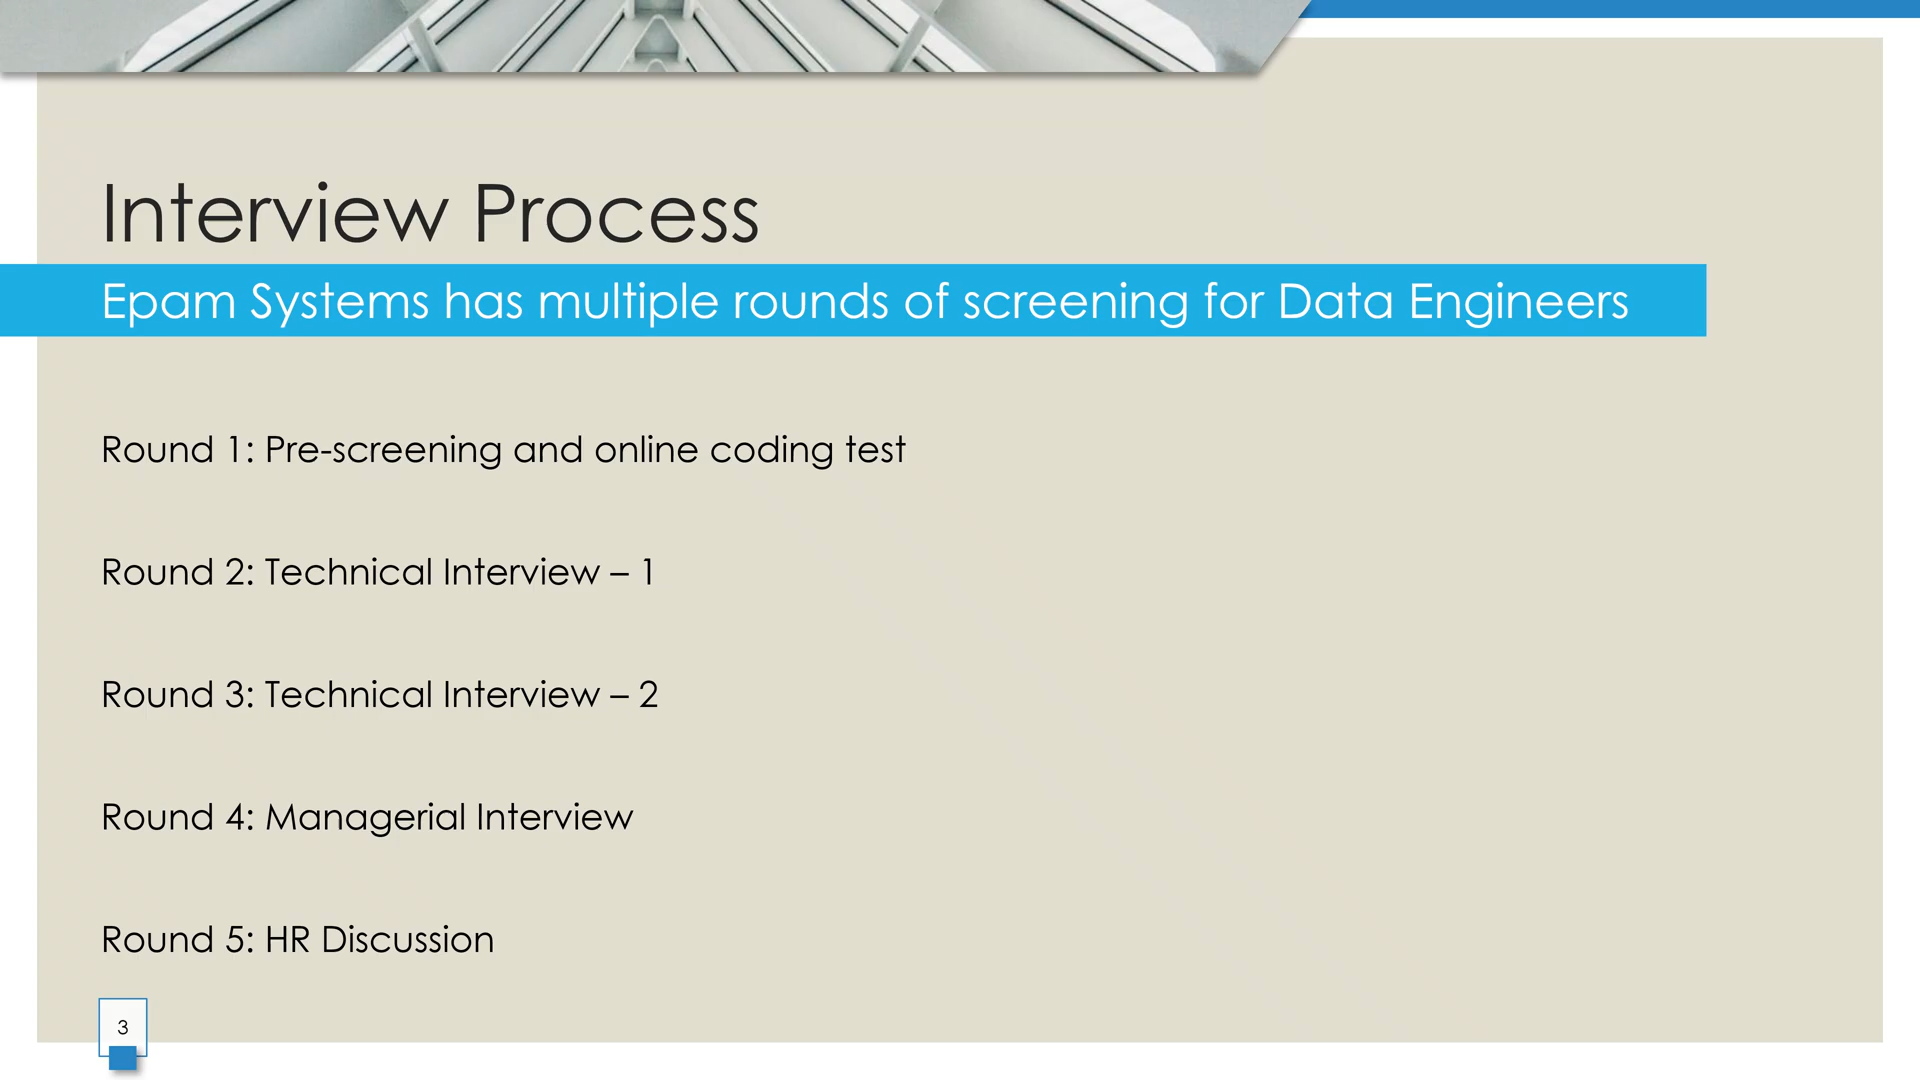 Interview Process
Epam Systems has multiple rounds of screening for Data Engineers
Round 1: Pre-screening and online coding test
Round 2: Technical Interview – 1
Round 3: Technical Interview – 2
Round 4: Managerial Interview
Round 5: HR Discussion
3